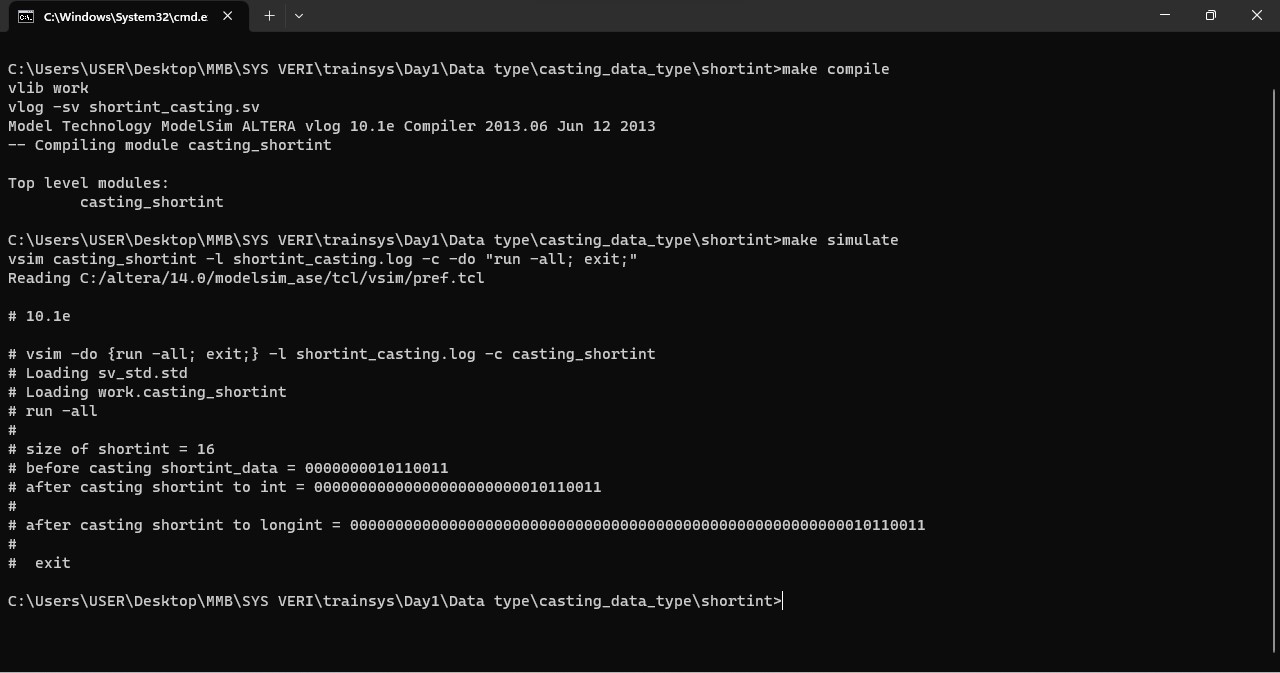 C:\Windows\System32\cmd.e
C:\Users\USER\Desktop\MMB\SYS VERI\trainsys\Day1\Data type\casting_data_type\shortint>make compile
vlib work
vlog -sv shortint_casting.sv
Model Technology ModelSim ALTERA vlog 10.1e Compiler 2013.06 Jun 12 2013
-- Compiling module casting_shortint
Top level modules:
casting_shortint
C:\Users\USER\Desktop\MMB\SYS VERI\trainsys\Day1\Data type\casting_data_type\shortint>make simulate
vsim casting_shortint -l shortint_casting.log -c -do "run -all; exit;"
Reading C:/altera/14.0/modelsim_ase/tcl/vsim/pref.tcl
# 10.1e
# vsim -do {run -all; exit;} -l shortint_casting.log -c casting_shortint
# Loading sv_std.std
# Loading work.casting_shortint
# run -all
#
# size of shortint = 16
# before casting shortint_data = 0000000010110011
# after casting shortint to int = 00000000000000000000000010110011
#
# after casting shortint to longint = 0000000000000000000000000000000000000000000000000000000010110011
#
#  exit
C:\Users\USER\Desktop\MMB\SYS VERI\trainsys\Day1\Data type\casting_data_type\shortint>